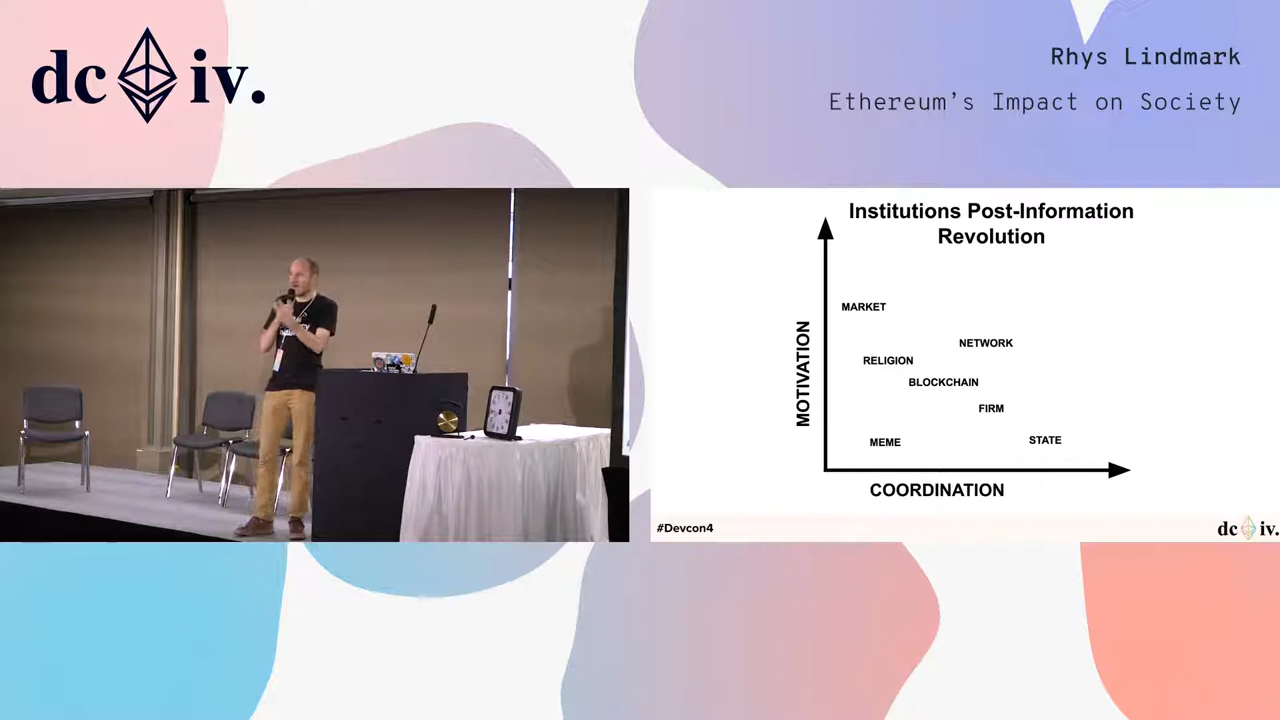 dc iv.
Rhys Lindmark
Ethereum's Impact on Society
Institutions Post-Information
Revolution
MOTIVATION
MARKET
NETWORK
RELIGION
BLOCKCHAIN
FIRM
MEME
STATE
COORDINATION
#Devcon4
dc iv.